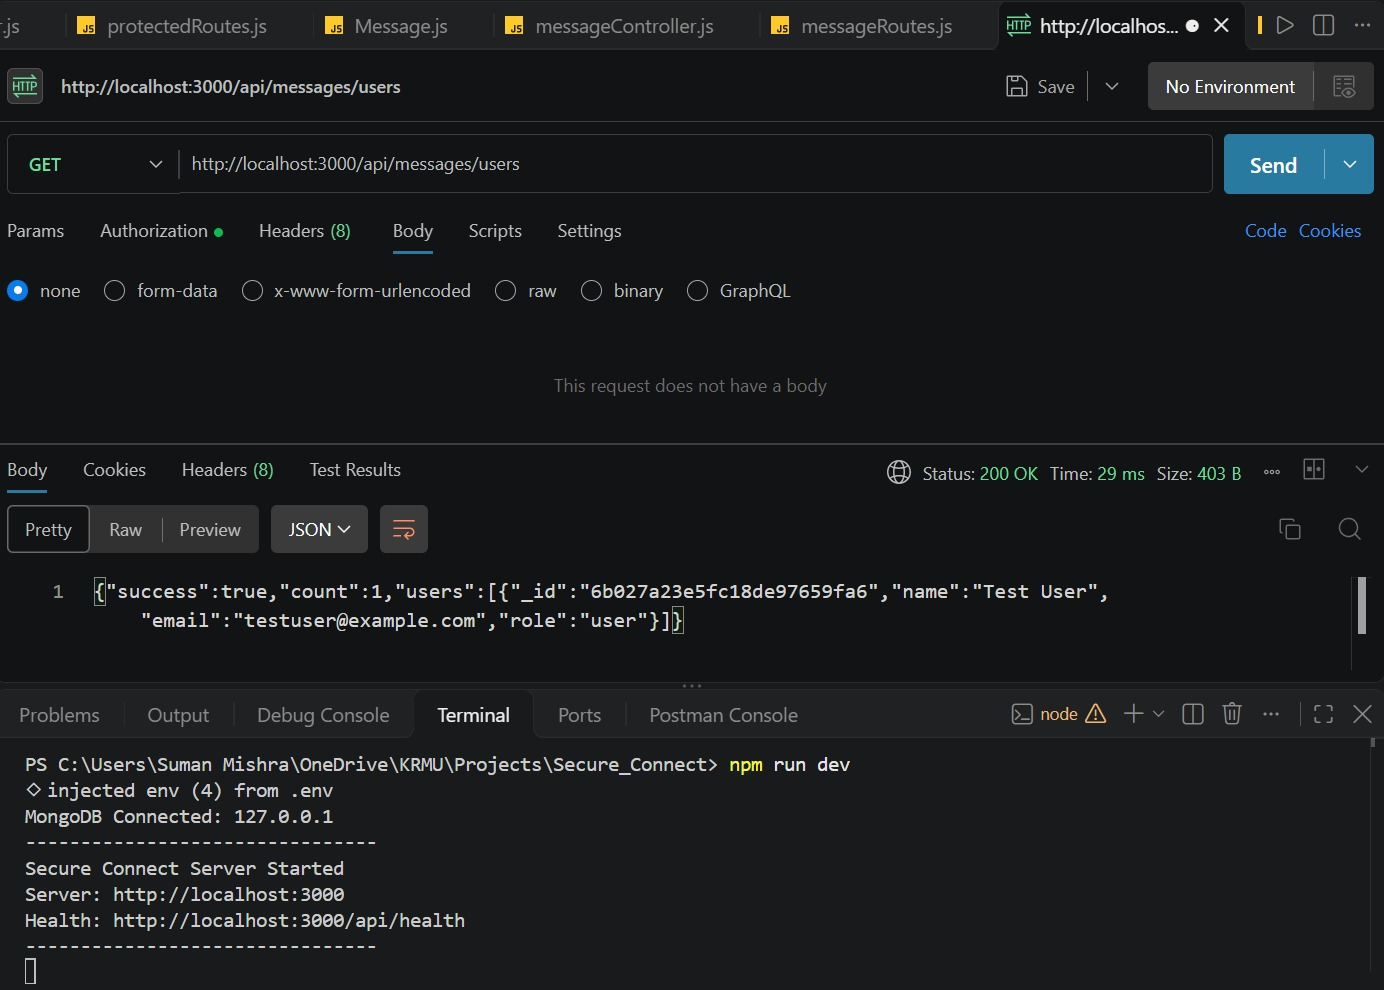 .js
JS protectedRoutes.js
JS Message.js
JS messageController.js
JS messageRoutes.js
HTTP http://localhos...
HTTP http://localhost:3000/api/messages/users
Save
No Environment
GET http://localhost:3000/api/messages/users
Send
Params Authorization Headers (8) Body Scripts Settings
Code Cookies
none form-data x-www-form-urlencoded raw binary GraphQL
This request does not have a body
Body Cookies Headers (8) Test Results
Status: 200 OK Time: 29 ms Size: 403 B
Pretty Raw Preview JSON
1 {"success":true,"count":1,"users":[{"_id":"6b027a23e5fc18de97659fa6","name":"Test User",
"email":"testuser@example.com","role":"user"}]}
Problems Output Debug Console Terminal Ports Postman Console
node
PS C:\Users\Suman Mishra\OneDrive\KRMU\Projects\Secure_Connect> npm run dev
◇ injected env (4) from .env
MongoDB Connected: 127.0.0.1
--------------------------------
Secure Connect Server Started
Server: http://localhost:3000
Health: http://localhost:3000/api/health
--------------------------------